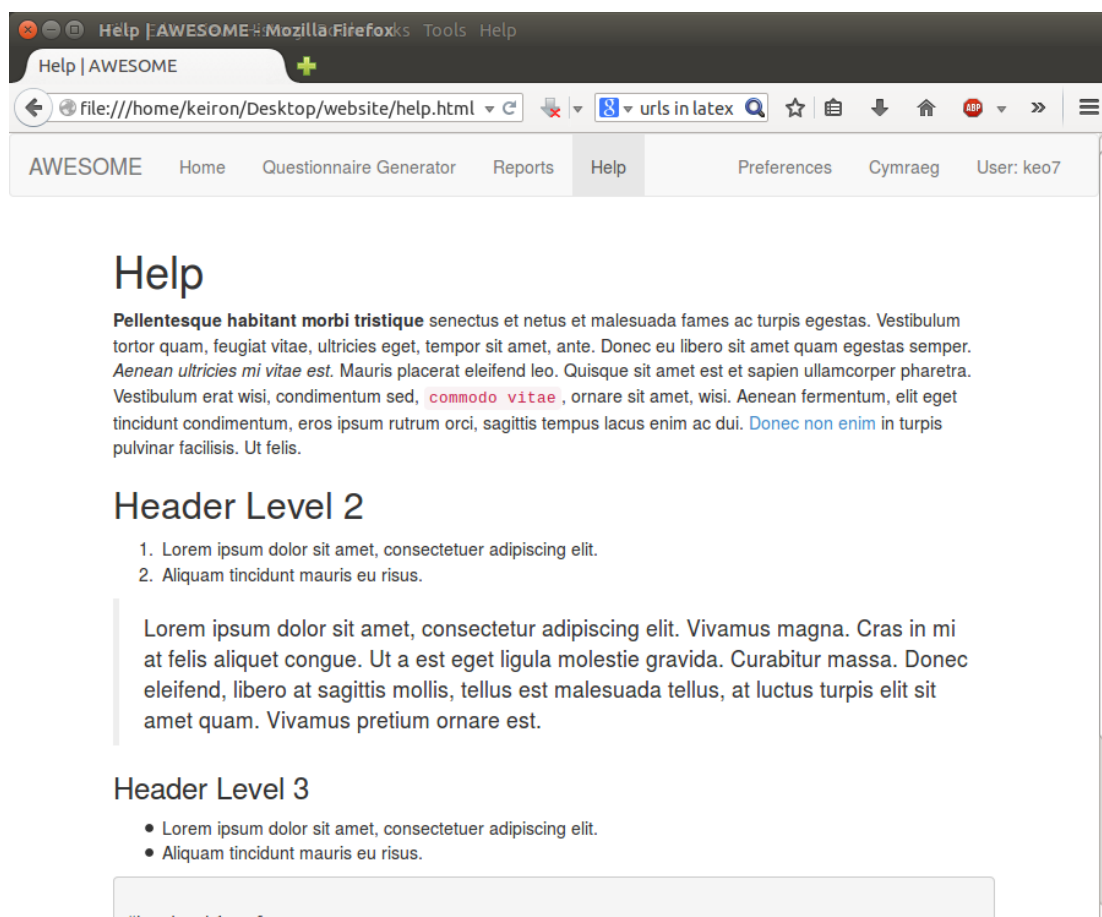 Help | AWESOME - Mozilla Firefox Tools Help
Help | AWESOME
file:///home/keiron/Desktop/website/help.html urls in latex ABP
AWESOME Home Questionnaire Generator Reports Help Preferences Cymraeg User: keo7
Help
Pellentesque habitant morbi tristique senectus et netus et malesuada fames ac turpis egestas. Vestibulum
tortor quam, feugiat vitae, ultricies eget, tempor sit amet, ante. Donec eu libero sit amet quam egestas semper.
Aenean ultricies mi vitae est. Mauris placerat eleifend leo. Quisque sit amet est et sapien ullamcorper pharetra.
Vestibulum erat wisi, condimentum sed, commodo vitae , ornare sit amet, wisi. Aenean fermentum, elit eget
tincidunt condimentum, eros ipsum rutrum orci, sagittis tempus lacus enim ac dui. Donec non enim in turpis
pulvinar facilisis. Ut felis.
Header Level 2
1. Lorem ipsum dolor sit amet, consectetuer adipiscing elit.
2. Aliquam tincidunt mauris eu risus.
Lorem ipsum dolor sit amet, consectetur adipiscing elit. Vivamus magna. Cras in mi
at felis aliquet congue. Ut a est eget ligula molestie gravida. Curabitur massa. Donec
eleifend, libero at sagittis mollis, tellus est malesuada tellus, at luctus turpis elit sit
amet quam. Vivamus pretium ornare est.
Header Level 3
• Lorem ipsum dolor sit amet, consectetuer adipiscing elit.
• Aliquam tincidunt mauris eu risus.